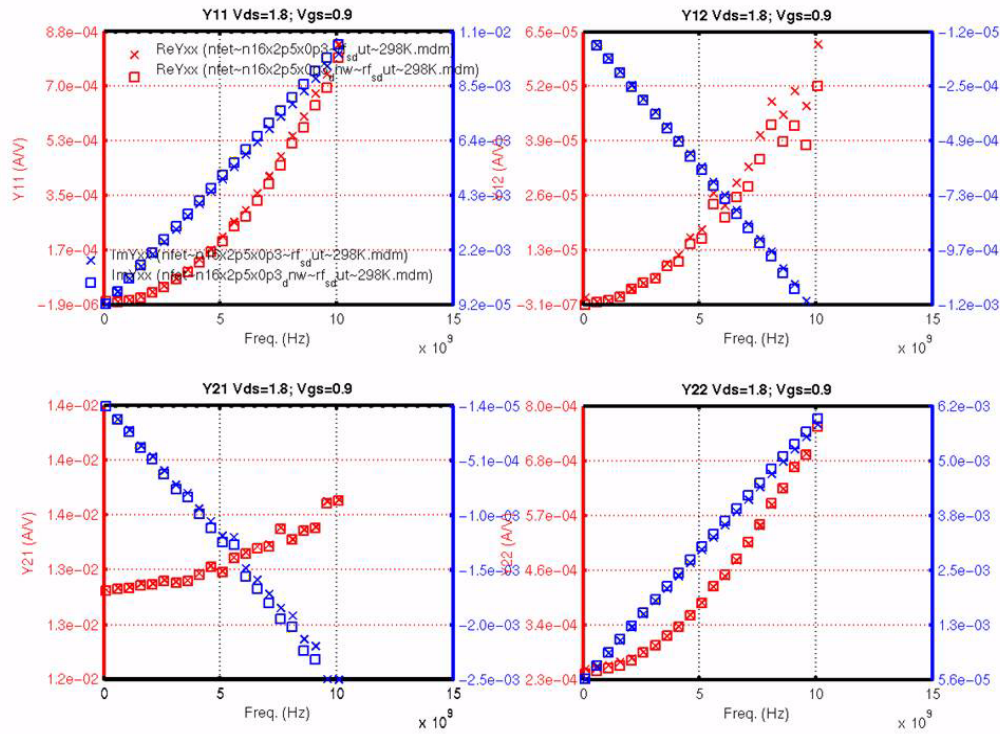 Y11 Vds=1.8; Vgs=0.9
Y12 Vds=1.8; Vgs=0.9
8.8e-04
7.0e-04
5.3e-04
3.5e-04
1.7e-04
-1.9e-06
Y11 (A/V)
ReYxx (nfet~n16x2p5x0p3~rf_sdut~298K.mdm)
ReYxx (nfet~n16x2p5x0p3_dnw~rf_sdut~298K.mdm)
ImYxx (nfet~n16x2p5x0p3~rf_sdut~298K.mdm)
ImYxx (nfet~n16x2p5x0p3_dnw~rf_sdut~298K.mdm)
1.1e-02
8.5e-03
6.4e-03
4.3e-03
2.2e-03
9.2e-05
0 5 10 15
Freq. (Hz)
x 10^9
6.5e-05
5.2e-05
3.9e-05
2.6e-05
1.3e-05
-3.1e-07
-1.2e-05
-2.5e-04
-4.9e-04
-7.3e-04
-9.7e-04
-1.2e-03
0 5 10 15
Freq. (Hz)
x 10^9
Y21 Vds=1.8; Vgs=0.9
Y22 Vds=1.8; Vgs=0.9
1.4e-02
1.4e-02
1.4e-02
1.3e-02
1.3e-02
1.2e-02
Y21 (A/V)
-1.4e-05
-5.1e-04
-1.0e-03
-1.5e-03
-2.0e-03
-2.5e-03
0 5 10 15
Freq. (Hz)
x 10^9
8.0e-04
6.8e-04
5.7e-04
4.6e-04
3.4e-04
2.3e-04
6.2e-03
5.0e-03
3.8e-03
2.5e-03
1.3e-03
5.6e-05
0 5 10 15
Freq. (Hz)
x 10^9